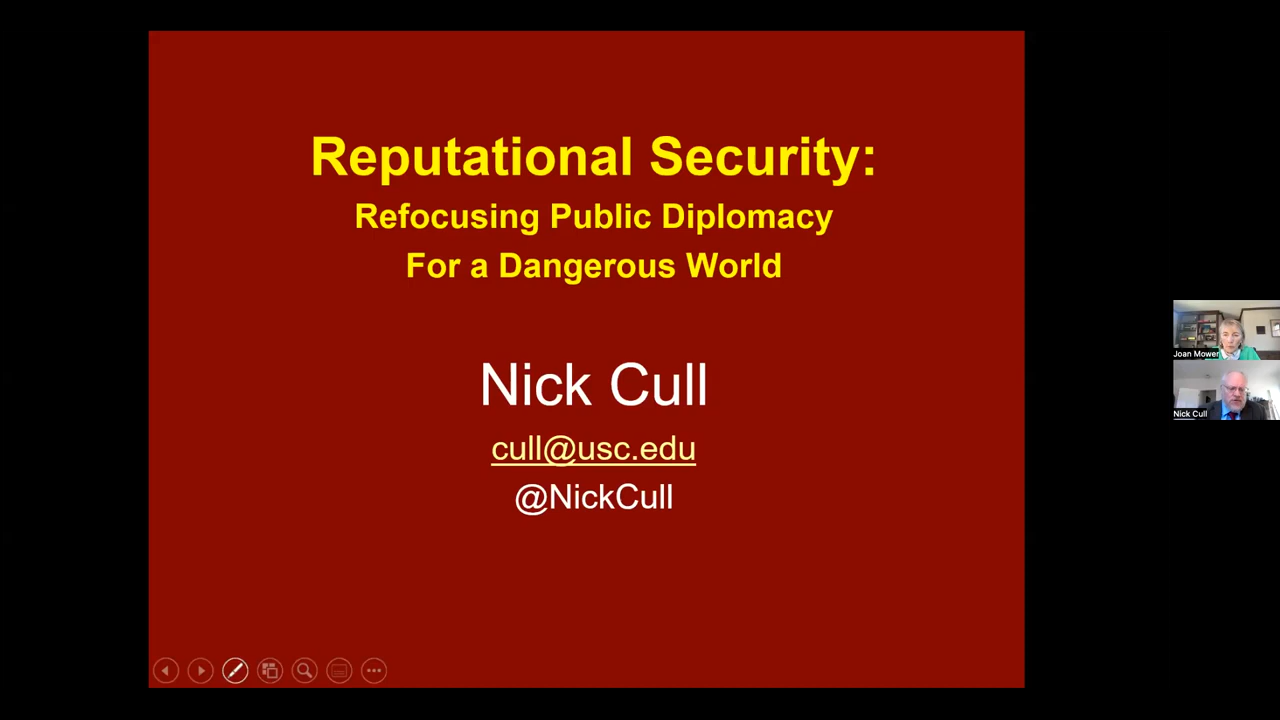 Reputational Security:
Refocusing Public Diplomacy
For a Dangerous World
Nick Cull
cull@usc.edu
@NickCull
Joan Mower
Nick Cull